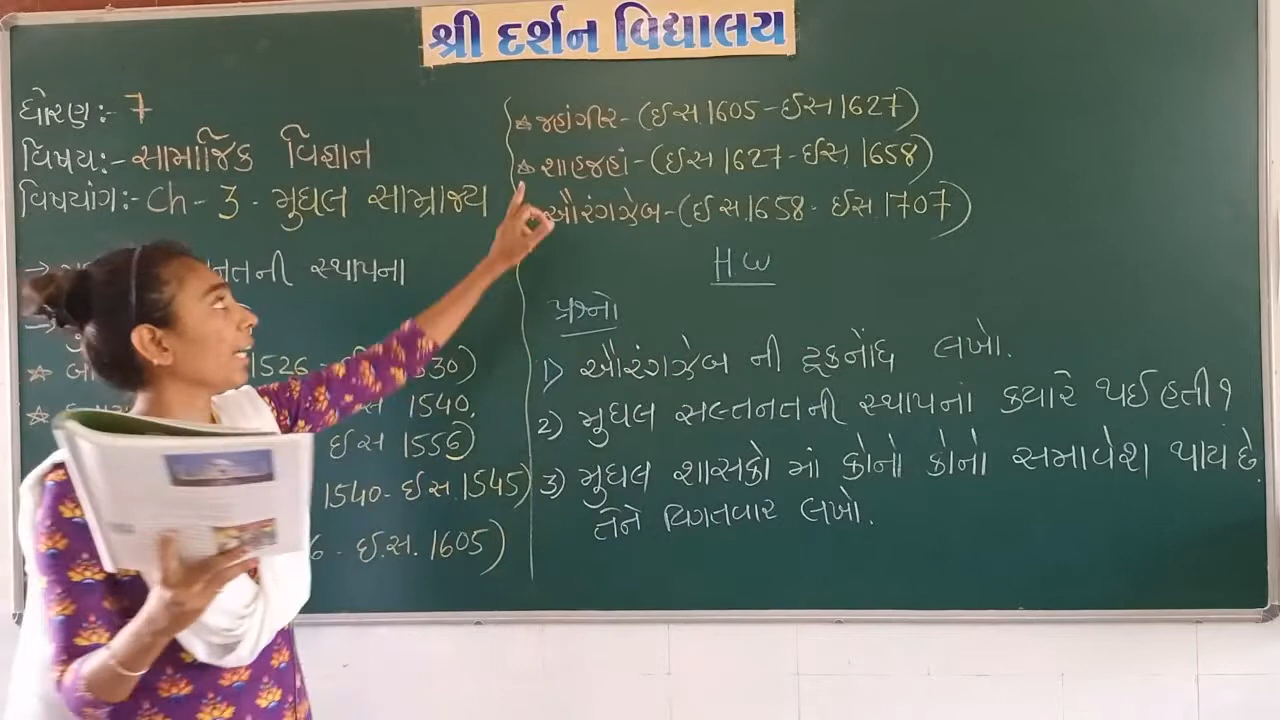 શ્રી દર્શન વિદ્યાલય
ધોરણ:- 7
વિષય:- સામાજિક વિજ્ઞાન
વિષયાંગ:- Ch - 3 - મુઘલ સામ્રાજ્ય
સ્થાપના
1526
30)
1540.
ઈસ 1556)
1540- ઈસ.1545)
ઈ.સ. 1605)
☆ જહાંગીર- (ઈસ 1605 - ઈસ 1627)
☆ શાહજહાં - (ઈસ 1627 - ઈસ 1658)
ઔરંગઝેબ - (ઈસ.1658 - ઈસ.1707)
HW
પ્રશ્નો
1) ઔરંગઝેબ ની ટૂંકનોંધ લખો.
2) મુઘલ સલ્તનતની સ્થાપના ક્યારે થઈ હતી?
3) મુઘલ શાસકો માં કોનો કોનો સમાવેશ થાય છે.
તેને વિગતવાર લખો.